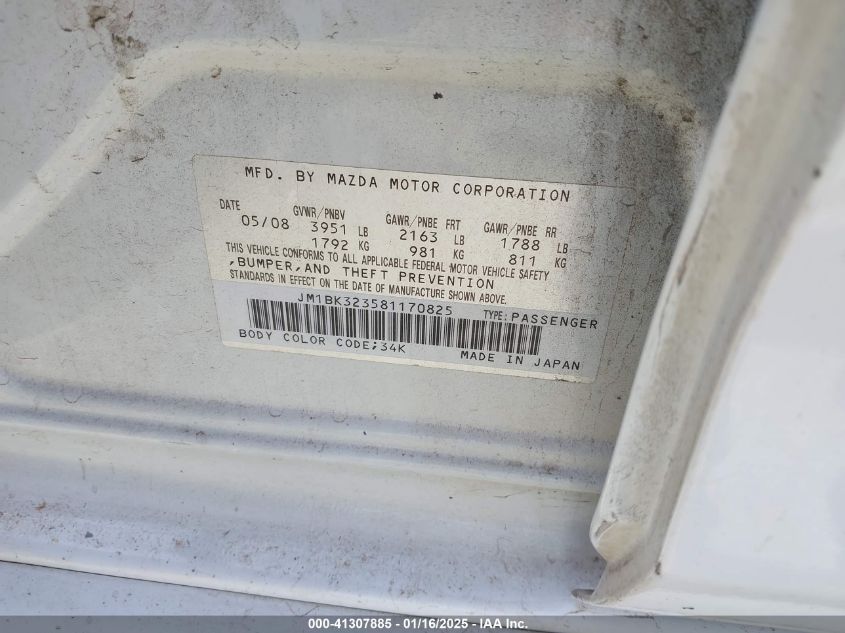 MFD. BY MAZDA MOTOR CORPORATION
DATE GVWR/PNBV GAWR/PNBE FRT GAWR/PNBE RR
05/08 3951 LB 2163 LB 1788 LB
1792 KG 981 KG 811 KG
THIS VEHICLE CONFORMS TO ALL APPLICABLE FEDERAL MOTOR VEHICLE SAFETY
,BUMPER,AND THEFT PREVENTION
STANDARDS IN EFFECT ON THE DATE OF MANUFACTURE SHOWN ABOVE.
JM1BK323581170825 TYPE:PASSENGER
BODY COLOR CODE;34K MADE IN JAPAN
000-41307885 - 01/16/2025 - IAA Inc.